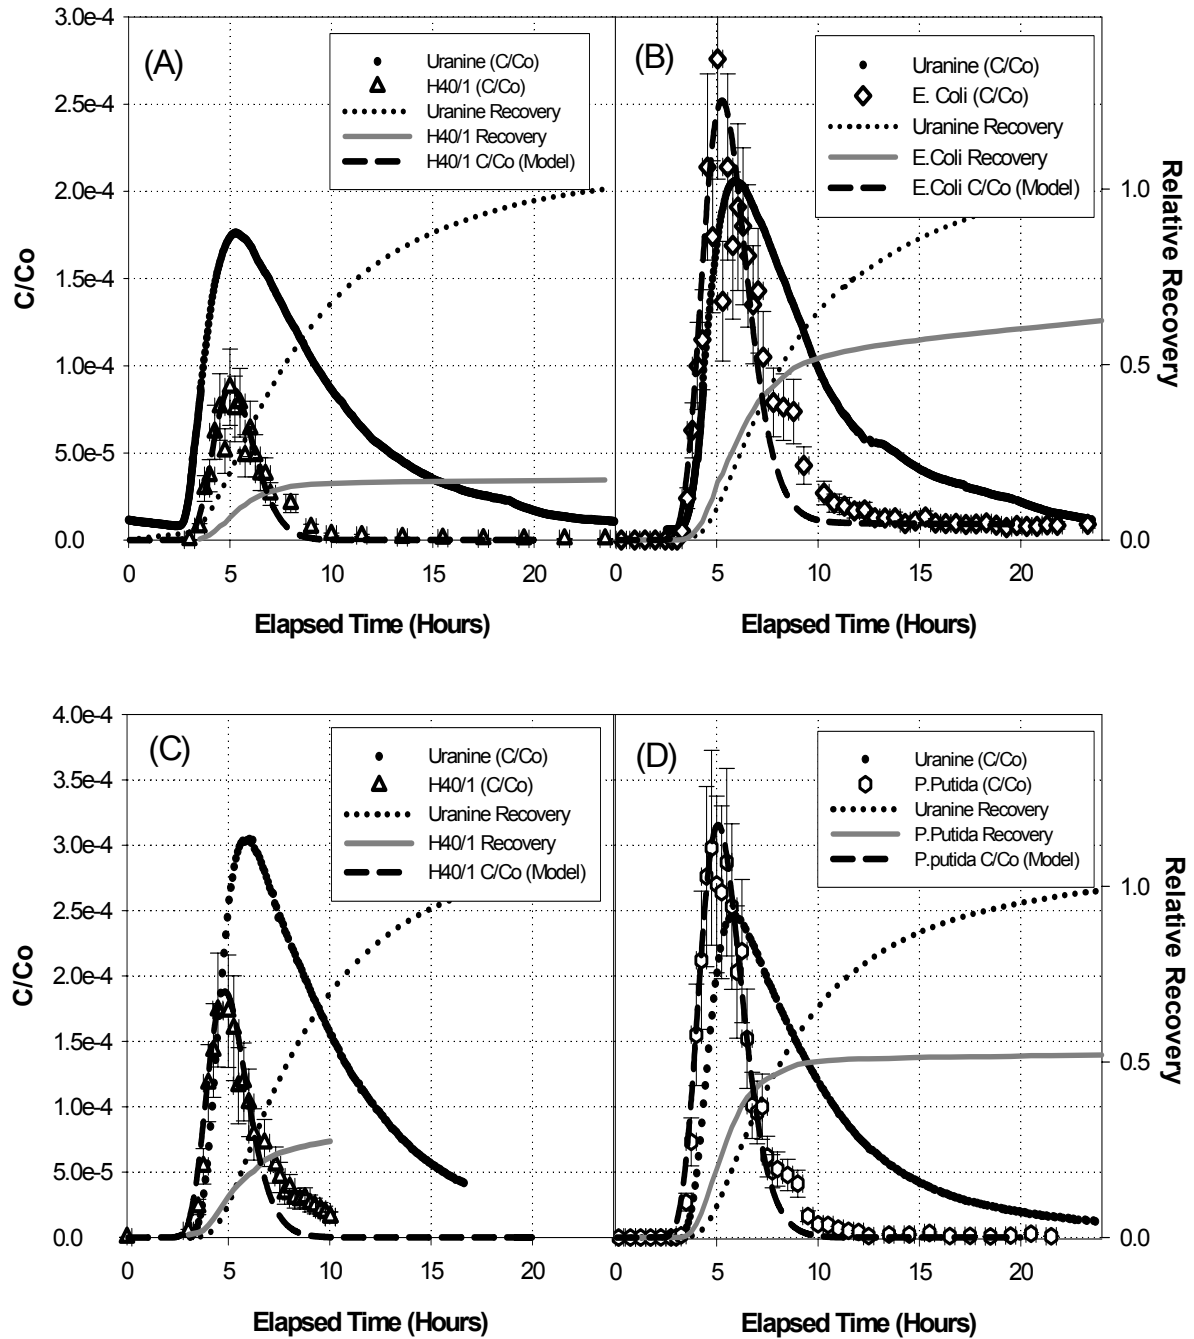 3.0e-4
2.5e-4
2.0e-4
1.5e-4
1.0e-4
5.0e-5
0.0
C/Co
(A)
Uranine (C/Co)
H40/1 (C/Co)
Uranine Recovery
H40/1 Recovery
H40/1 C/Co (Model)
0 5 10 15 20
Elapsed Time (Hours)
(B)
Uranine (C/Co)
E. Coli (C/Co)
Uranine Recovery
E.Coli Recovery
E.Coli C/Co (Model)
1.0
0.5
0.0
Relative Recovery
0 5 10 15 20
Elapsed Time (Hours)
4.0e-4
3.5e-4
3.0e-4
2.5e-4
2.0e-4
1.5e-4
1.0e-4
5.0e-5
0.0
C/Co
(C)
Uranine (C/Co)
H40/1 (C/Co)
Uranine Recovery
H40/1 Recovery
H40/1 C/Co (Model)
0 5 10 15 20
Elapsed Time (Hours)
(D)
Uranine (C/Co)
P.Putida (C/Co)
Uranine Recovery
P.Putida Recovery
P.putida C/Co (Model)
1.0
0.5
0.0
Relative Recovery
0 5 10 15 20
Elapsed Time (Hours)